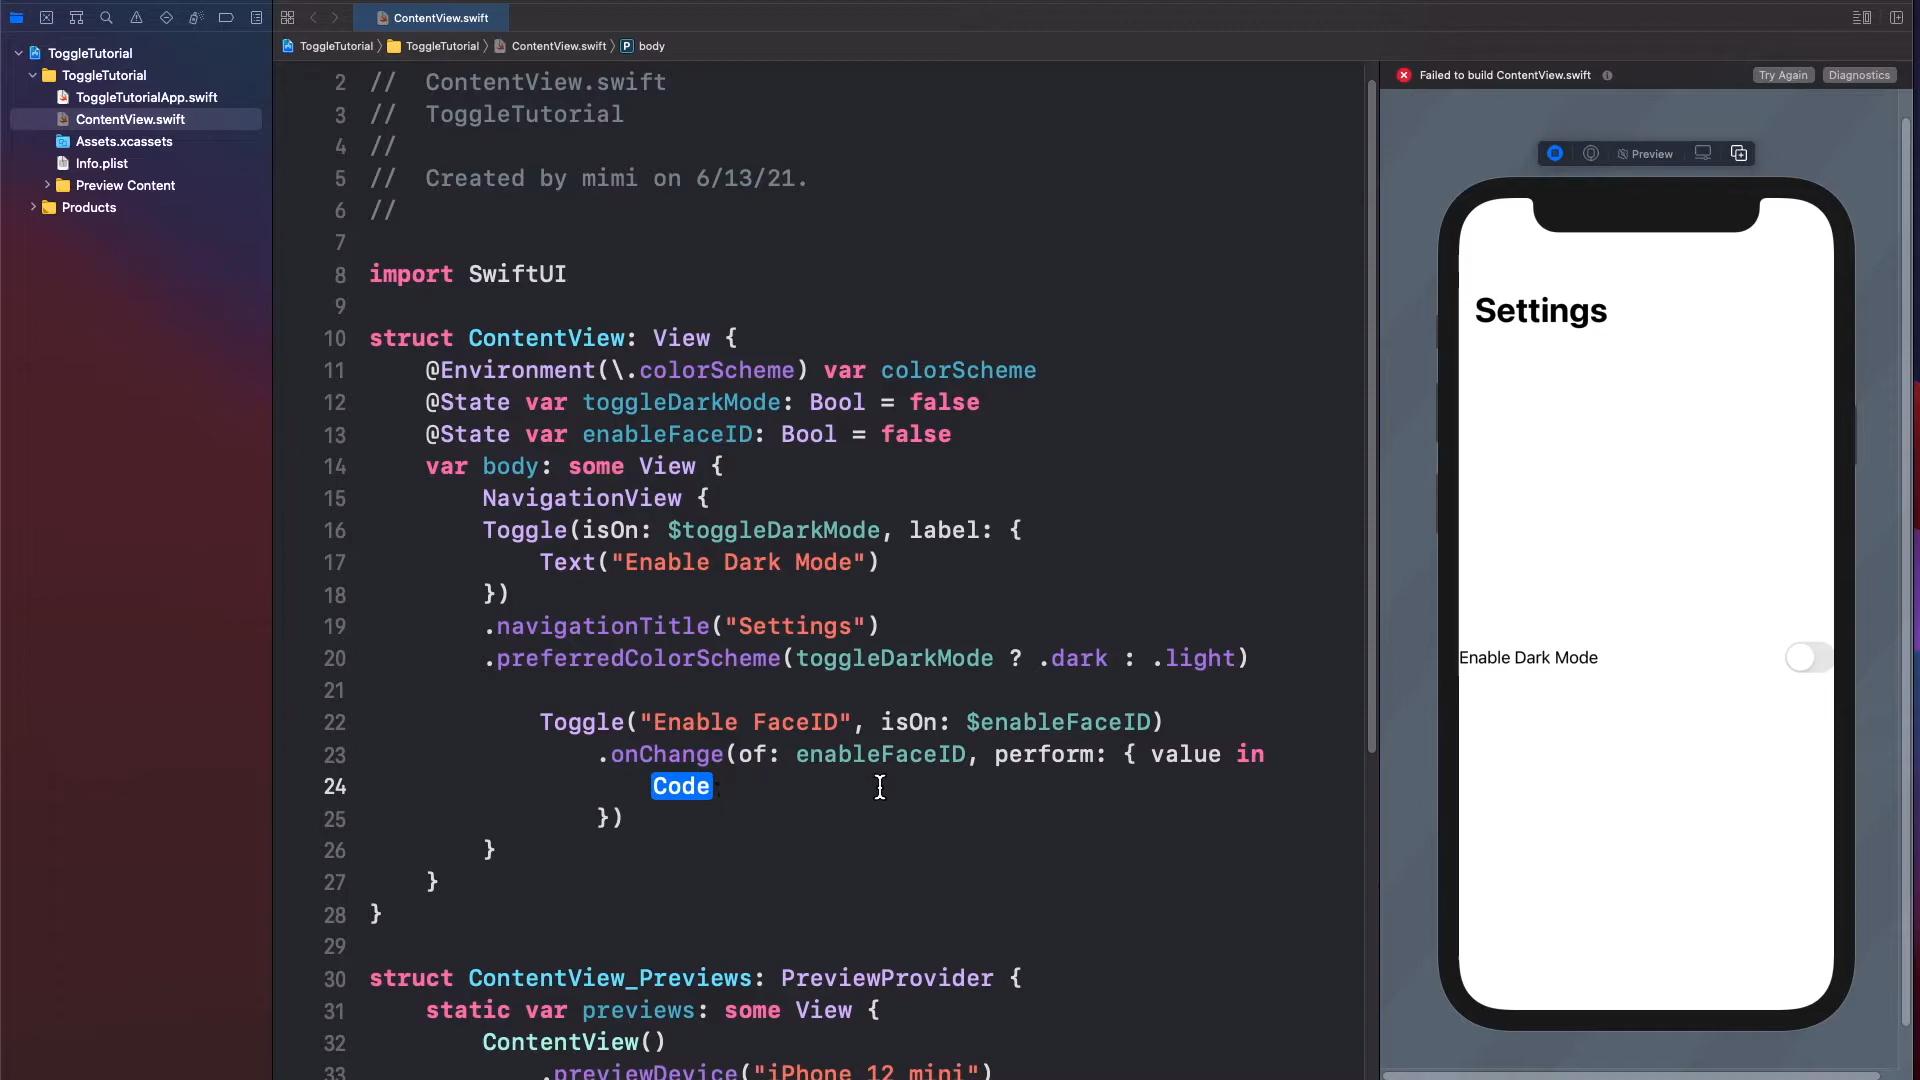 ToggleTutorial
ToggleTutorial
ToggleTutorialApp.swift
ContentView.swift
Assets.xcassets
Info.plist
Preview Content
Products
ContentView.swift
ToggleTutorial
ToggleTutorial
ContentView.swift
P
body
2 // ContentView.swift
3 // ToggleTutorial
4 //
5 // Created by mimi on 6/13/21.
6 //
7
8 import SwiftUI
9
10 struct ContentView: View {
11 @Environment(\.colorScheme) var colorScheme
12 @State var toggleDarkMode: Bool = false
13 @State var enableFaceID: Bool = false
14 var body: some View {
15 NavigationView {
16 Toggle(isOn: $toggleDarkMode, label: {
17 Text("Enable Dark Mode")
18 })
19 .navigationTitle("Settings")
20 .preferredColorScheme(toggleDarkMode ? .dark : .light)
21
22 Toggle("Enable FaceID", isOn: $enableFaceID)
23 .onChange(of: enableFaceID, perform: { value in
24 Code
25 })
26 }
27 }
28 }
29
30 struct ContentView_Previews: PreviewProvider {
31 static var previews: some View {
32 ContentView()
33 .previewDevice("iPhone 12 mini")
Failed to build ContentView.swift
Try Again
Diagnostics
Preview
Settings
Enable Dark Mode